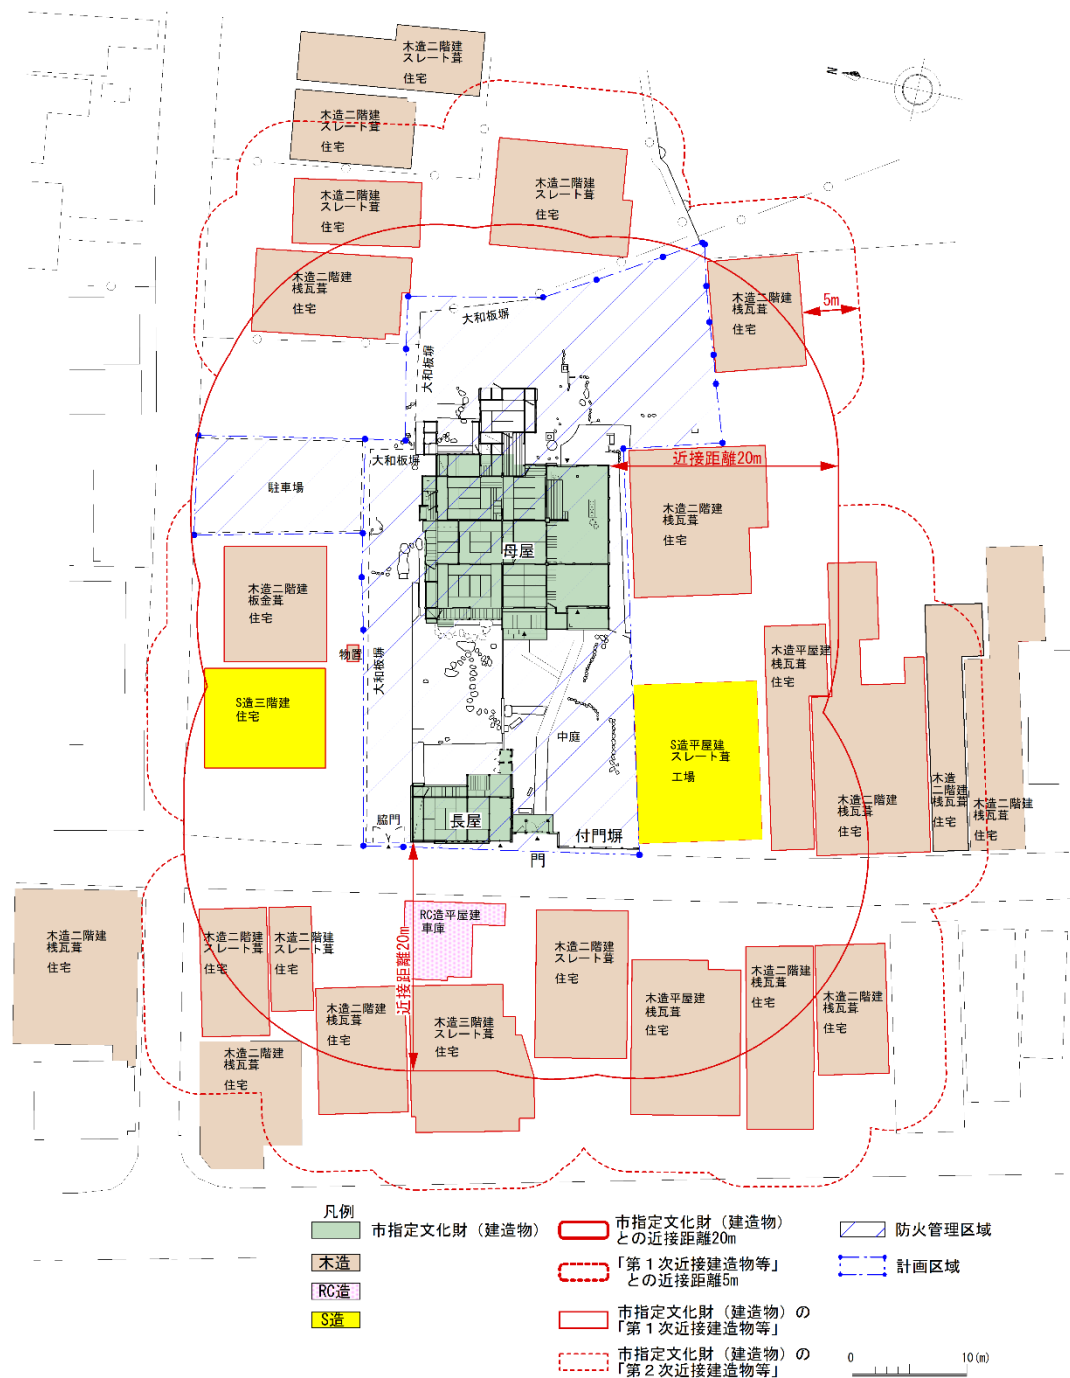 木造二階建
スレート葺
住宅
N
木造二階建
スレート葺
住宅
木造二階建
スレート葺
住宅
木造二階建
スレート葺
住宅
木造二階建
桟瓦葺
住宅
木造二階建
桟瓦葺
住宅
5m
大和板塀
大和板塀
大和板塀
近接距離20m
駐車場
木造二階建
桟瓦葺
住宅
母屋
木造二階建
板金葺
住宅
物置
大和板塀
木造平屋建
桟瓦葺
住宅
S造三階建
住宅
中庭
S造平屋建
スレート葺
工場
木造
二階建
桟瓦葺
住宅
木造二階建
桟瓦葺
住宅
木造二階建
桟瓦葺
住宅
脇門
長屋
付門塀
門
RC造平屋建
車庫
近接距離20m
木造二階建
桟瓦葺
住宅
木造二階建
スレート葺
住宅
木造二階建
スレート葺
住宅
木造二階建
スレート葺
住宅
木造二階建
桟瓦葺
住宅
木造三階建
スレート葺
住宅
木造平屋建
桟瓦葺
住宅
木造二階建
桟瓦葺
住宅
木造二階建
桟瓦葺
住宅
木造二階建
桟瓦葺
住宅
凡例
市指定文化財（建造物）
木造
RC造
S造
市指定文化財（建造物）
との近接距離20m
「第１次近接建造物等」
との近接距離5m
市指定文化財（建造物）の
「第１次近接建造物等」
市指定文化財（建造物）の
「第２次近接建造物等」
防火管理区域
計画区域
0 10(m)